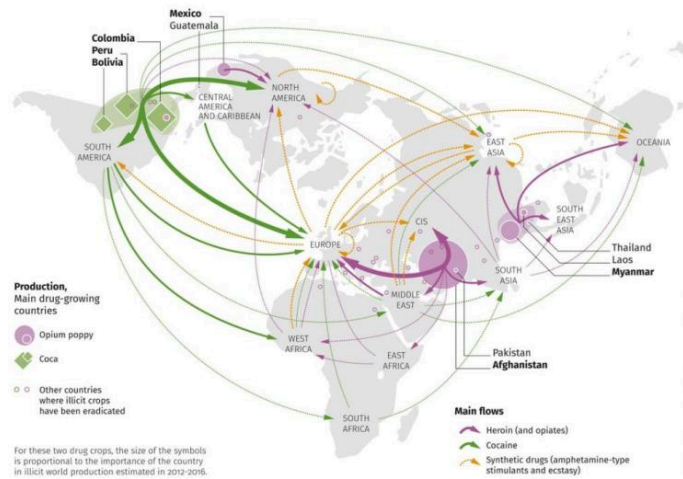 Mexico
Guatemala
Colombia
Peru
Bolivia
CENTRAL
AMERICA
AND CARIBBEAN
NORTH
AMERICA
SOUTH
AMERICA
EAST
ASIA
OCEANIA
CIS
EUROPE
SOUTH
EAST
ASIA
Thailand
Laos
Myanmar
SOUTH
ASIA
MIDDLE
EAST
Pakistan
Afghanistan
WEST
AFRICA
EAST
AFRICA
SOUTH
AFRICA
Production,
Main drug-growing
countries
Opium poppy
Coca
Other countries
where illicit crops
have been eradicated
For these two drug crops, the size of the symbols
is proportional to the importance of the country
in illicit world production estimated in 2012-2016.
Main flows
Heroin (and opiates)
Cocaine
Synthetic drugs (amphetamine-type
stimulants and ecstasy)